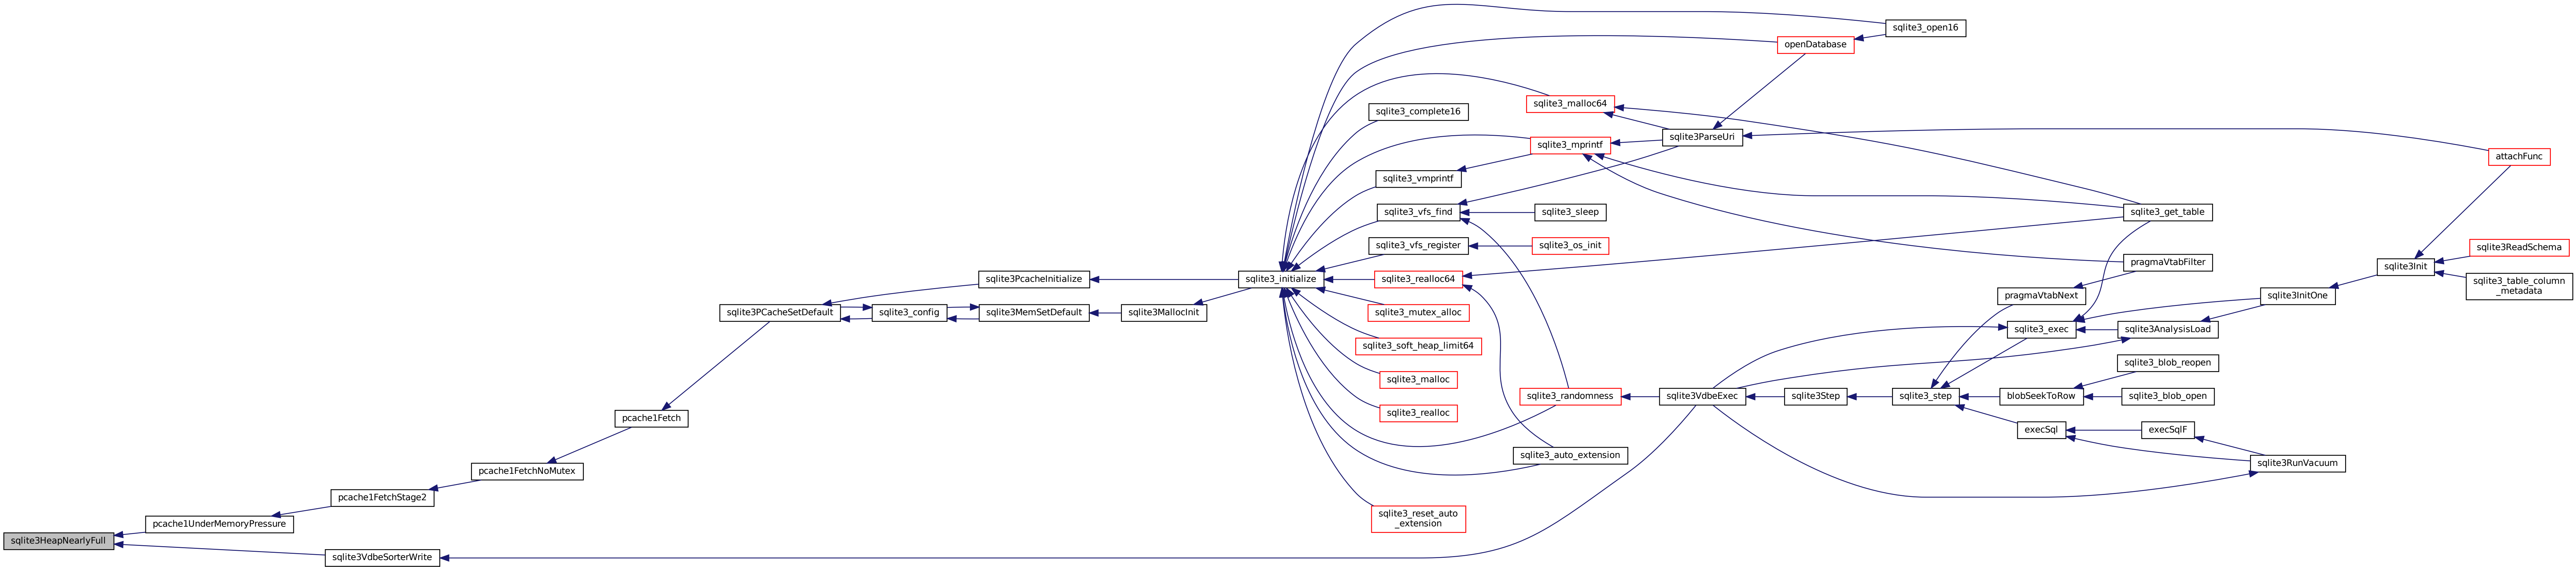 sqlite3_open16
openDatabase
sqlite3_malloc64
sqlite3_complete16
sqlite3ParseUri
sqlite3_mprintf
attachFunc
sqlite3_vmprintf
sqlite3_vfs_find
sqlite3_sleep
sqlite3_get_table
sqlite3_vfs_register
sqlite3_os_init
sqlite3ReadSchema
pragmaVtabFilter
sqlite3Init
sqlite3PcacheInitialize
sqlite3_initialize
sqlite3_realloc64
sqlite3_table_column
_metadata
pragmaVtabNext
sqlite3InitOne
sqlite3PCacheSetDefault
sqlite3_config
sqlite3MemSetDefault
sqlite3MallocInit
sqlite3_mutex_alloc
sqlite3_exec
sqlite3AnalysisLoad
sqlite3_soft_heap_limit64
sqlite3_blob_reopen
sqlite3_malloc
sqlite3_randomness
sqlite3VdbeExec
sqlite3Step
sqlite3_step
blobSeekToRow
sqlite3_blob_open
sqlite3_realloc
pcache1Fetch
execSql
execSqlF
sqlite3_auto_extension
sqlite3RunVacuum
pcache1FetchNoMutex
pcache1FetchStage2
sqlite3_reset_auto
_extension
pcache1UnderMemoryPressure
sqlite3HeapNearlyFull
sqlite3VdbeSorterWrite